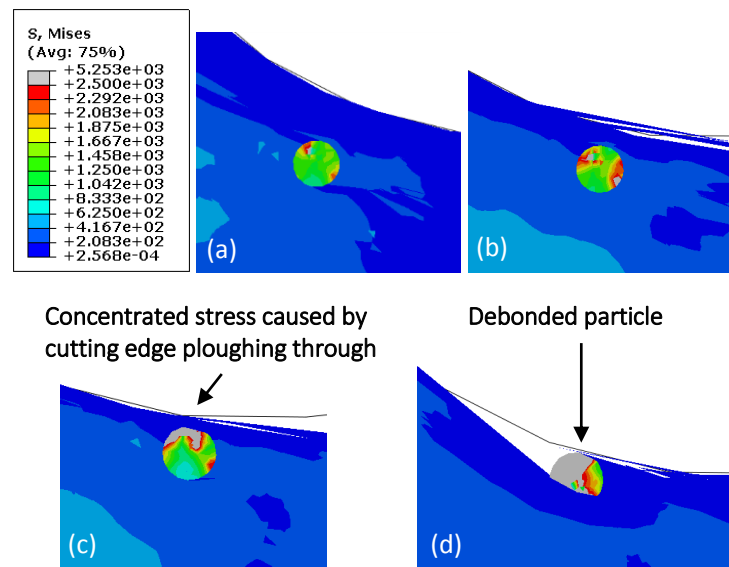 S, Mises
(Avg: 75%)
+5.253e+03
+2.500e+03
+2.292e+03
+2.083e+03
+1.875e+03
+1.667e+03
+1.458e+03
+1.250e+03
+1.042e+03
+8.333e+02
+6.250e+02
+4.167e+02
+2.083e+02
+2.568e-04
(a)
(b)
Concentrated stress caused by
cutting edge ploughing through
Debonded particle
(c)
(d)